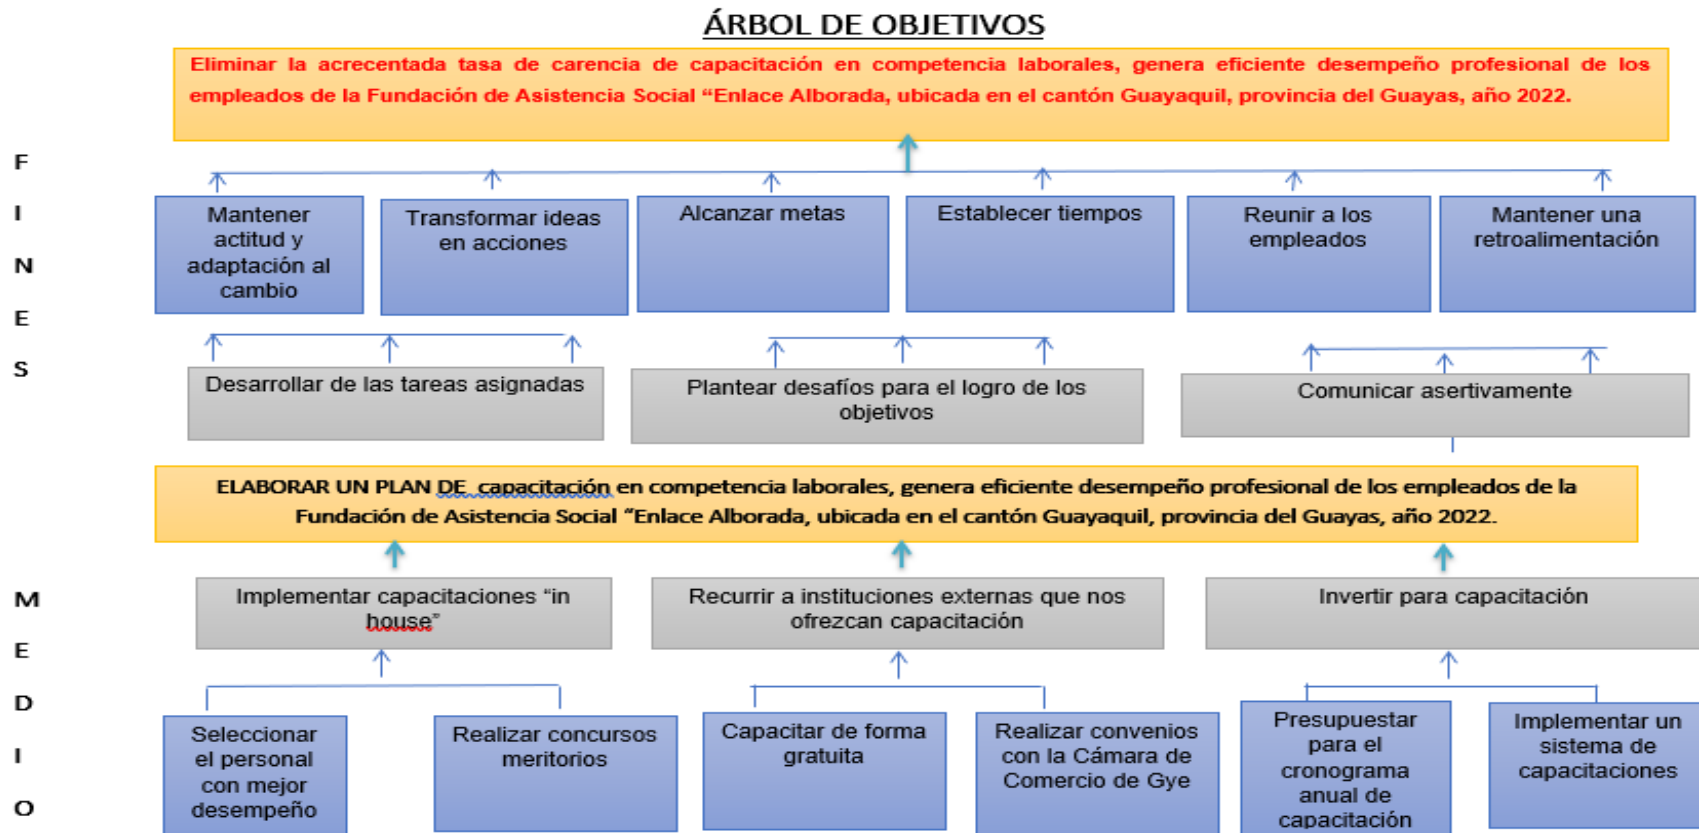 ÁRBOL DE OBJETIVOS
Eliminar la acrecentada tasa de carencia de capacitación en competencia laborales, genera eficiente desempeño profesional de los
empleados de la Fundación de Asistencia Social “Enlace Alborada, ubicada en el cantón Guayaquil, provincia del Guayas, año 2022.
F
I
N
E
S
Mantener
actitud y
adaptación al
cambio
Transformar ideas
en acciones
Alcanzar metas
Establecer tiempos
Reunir a los
empleados
Mantener una
retroalimentación
Desarrollar de las tareas asignadas
Plantear desafíos para el logro de los
objetivos
Comunicar asertivamente
ELABORAR UN PLAN DE capacitación en competencia laborales, genera eficiente desempeño profesional de los empleados de la
Fundación de Asistencia Social “Enlace Alborada, ubicada en el cantón Guayaquil, provincia del Guayas, año 2022.
M
E
D
I
O
Implementar capacitaciones “in
house”
Recurrir a instituciones externas que nos
ofrezcan capacitación
Invertir para capacitación
Seleccionar
el personal
con mejor
desempeño
Realizar concursos
meritorios
Capacitar de forma
gratuita
Realizar convenios
con la Cámara de
Comercio de Gye
Presupuestar
para el
cronograma
anual de
capacitación
Implementar un
sistema de
capacitaciones